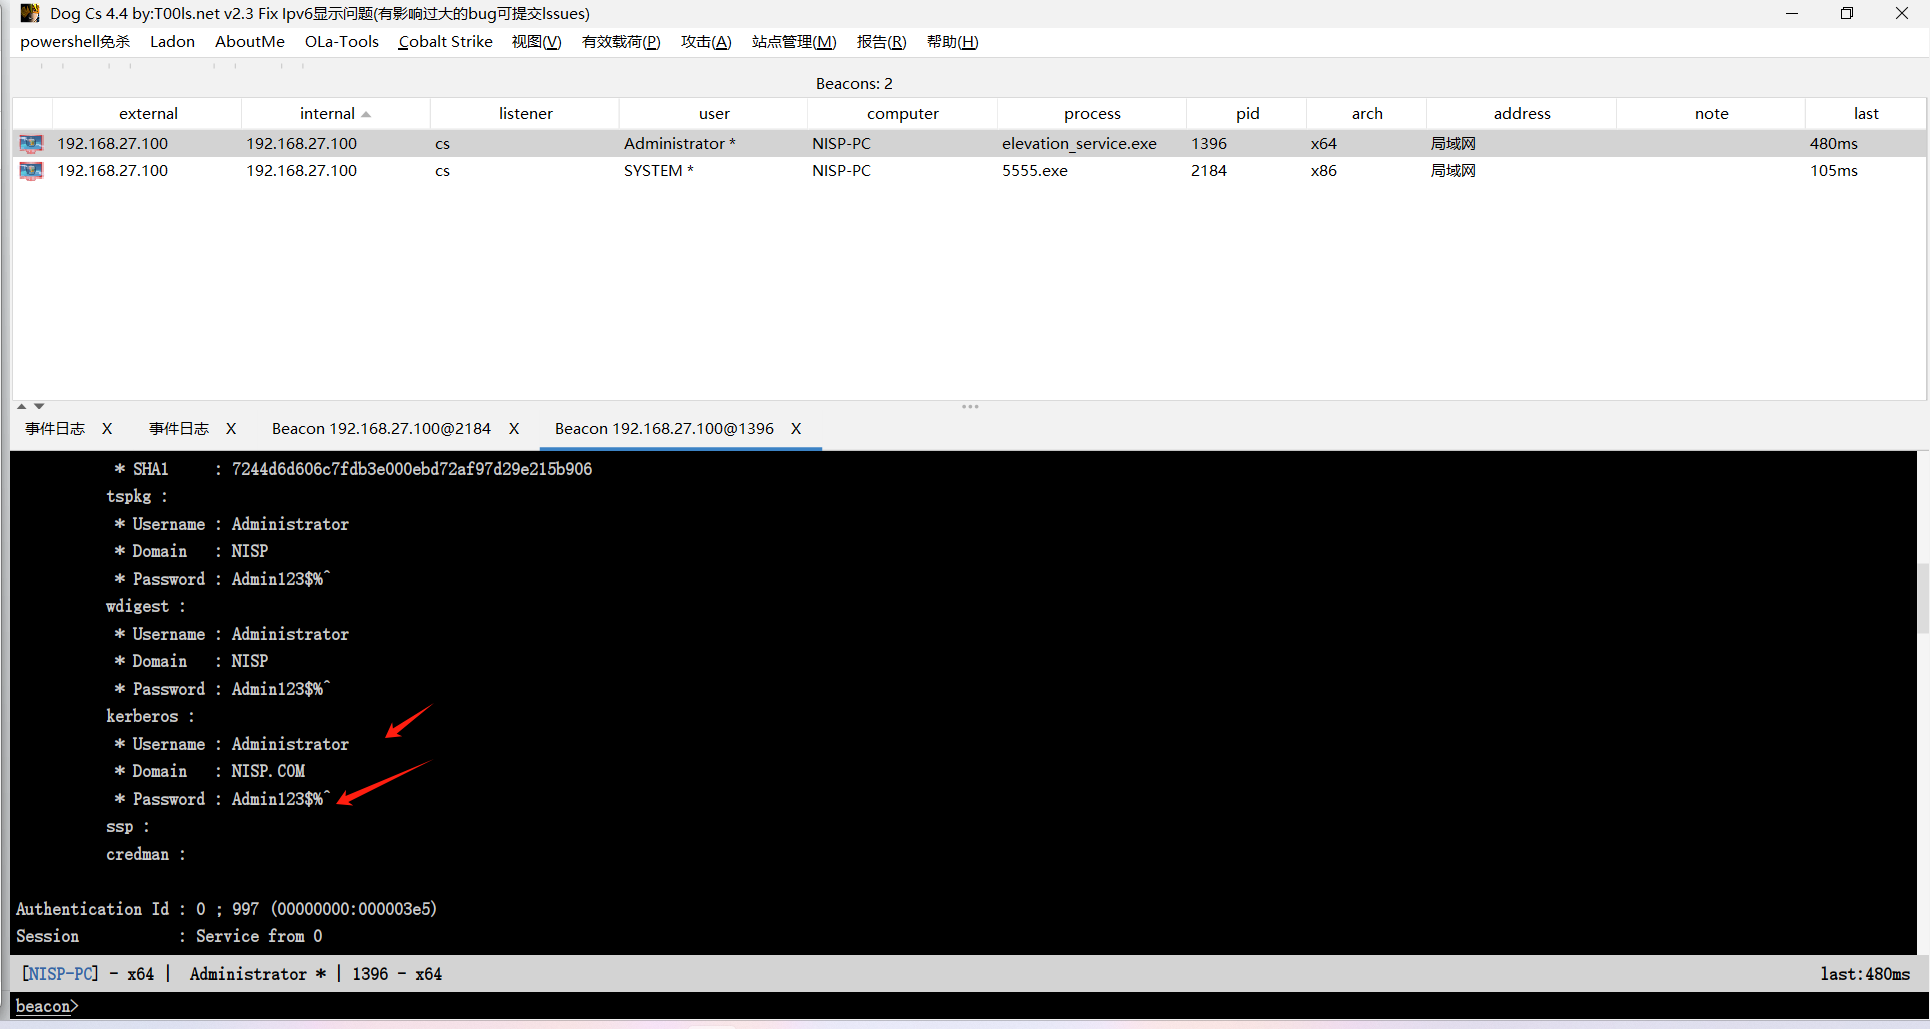 Dog Cs 4.4 by:T00ls.net v2.3 Fix Ipv6显示问题(有影响过大的bug可提交Issues)
powershell免杀 Ladon AboutMe OLa-Tools Cobalt Strike 视图(V) 有效载荷(P) 攻击(A) 站点管理(M) 报告(R) 帮助(H)
Beacons: 2
external internal listener user computer process pid arch address note last
192.168.27.100 192.168.27.100 cs Administrator * NISP-PC elevation_service.exe 1396 x64 局域网 480ms
192.168.27.100 192.168.27.100 cs SYSTEM * NISP-PC 5555.exe 2184 x86 局域网 105ms
事件日志 X 事件日志 X Beacon 192.168.27.100@2184 X Beacon 192.168.27.100@1396 X
* SHA1 : 7244d6d606c7fdb3e000ebd72af97d29e215b906
tspkg :
* Username : Administrator
* Domain : NISP
* Password : Admin123$%^
wdigest :
* Username : Administrator
* Domain : NISP
* Password : Admin123$%^
kerberos :
* Username : Administrator
* Domain : NISP.COM
* Password : Admin123$%^
ssp :
credman :
Authentication Id : 0 ; 997 (00000000:000003e5)
Session : Service from 0
[NISP-PC] - x64 | Administrator * | 1396 - x64 last:480ms
beacon>